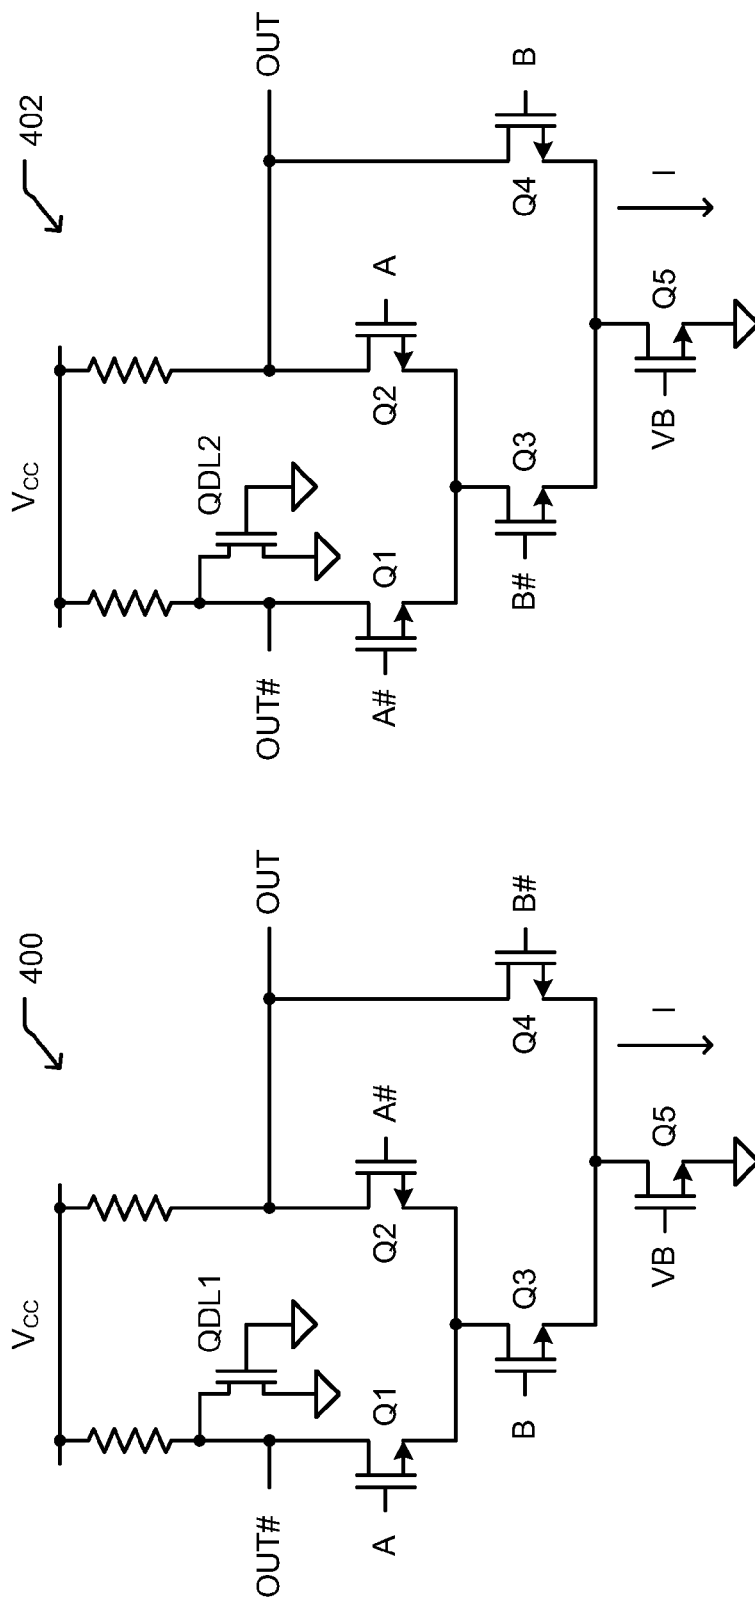 400
VCC
QDL1
OUT#
OUT
A
Q1
Q2
A#
B
Q3
Q4
B#
VB
Q5
I
402
VCC
QDL2
OUT#
OUT
A#
Q1
Q2
A
B#
Q3
Q4
B
VB
Q5
I